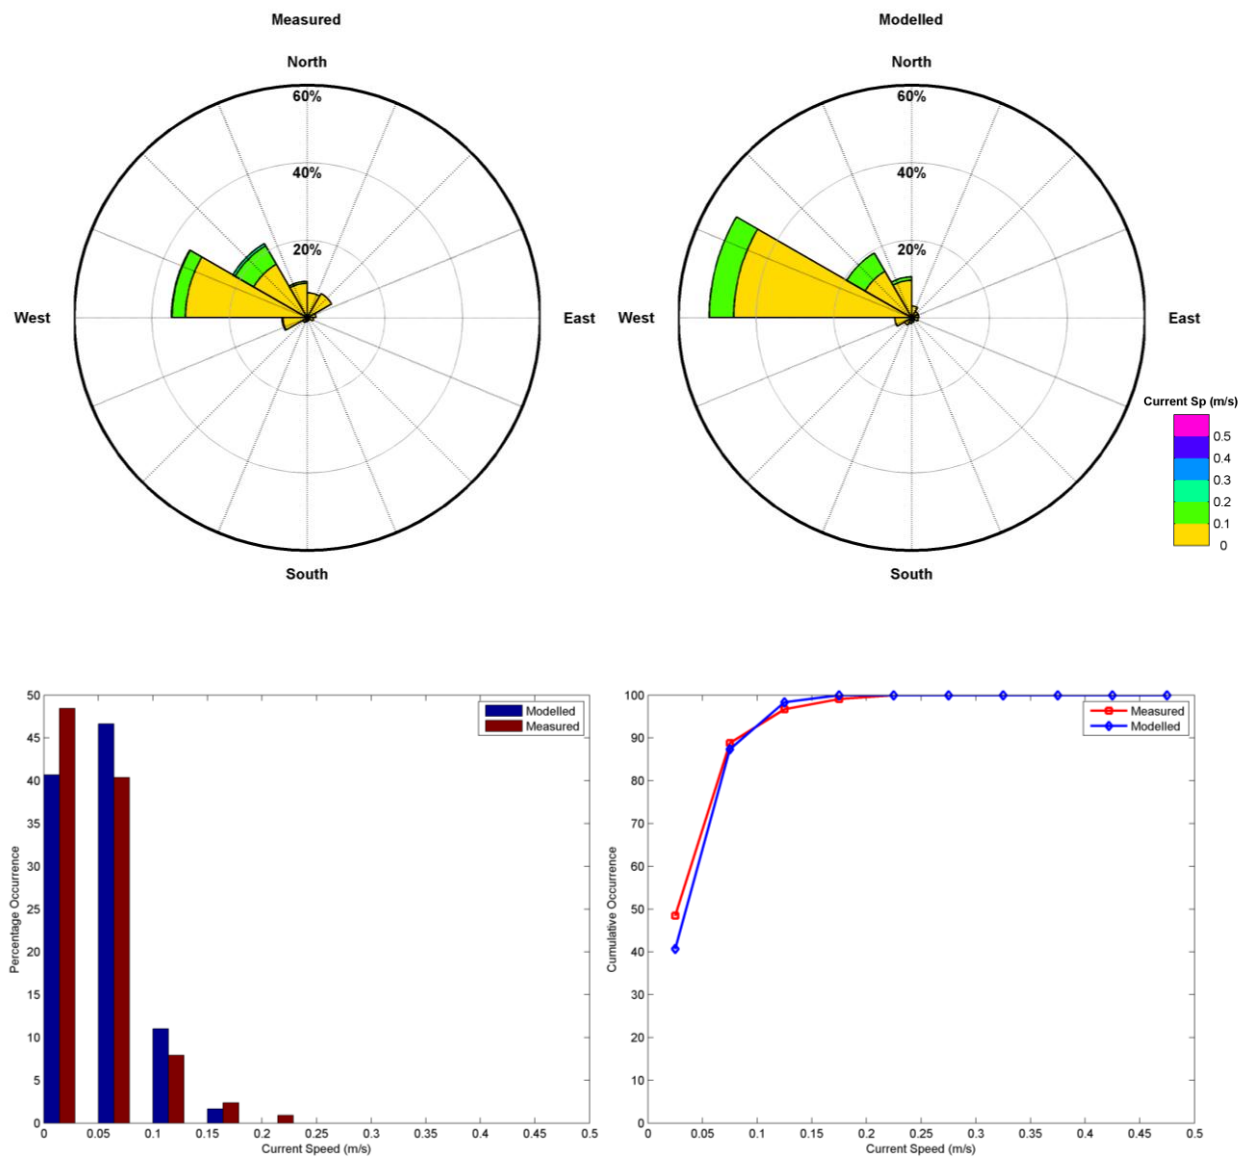 Measured
North
60%
40%
20%
West
East
South
Modelled
North
60%
40%
20%
West
East
South
Current Sp (m/s)
0.5
0.4
0.3
0.2
0.1
0
50
45
40
35
30
25
20
15
10
5
0
Percentage Occurrence
Modelled
Measured
0 0.05 0.1 0.15 0.2 0.25 0.3 0.35 0.4 0.45 0.5
Current Speed (m/s)
100
90
80
70
60
50
40
30
20
10
0
Cumulative Occurrence
Measured
Modelled
0 0.05 0.1 0.15 0.2 0.25 0.3 0.35 0.4 0.45 0.5
Current Speed (m/s)